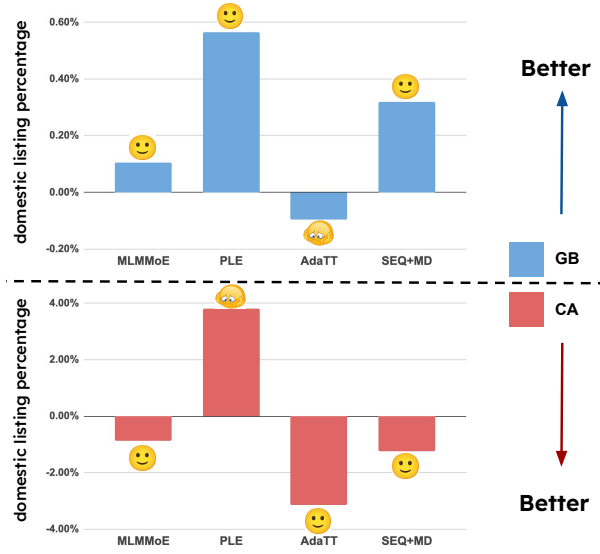 domestic listing percentage
0.60%
0.40%
0.20%
0.00%
-0.20%
MLMMoE PLE AdaTT SEQ+MD
Better
GB
CA
domestic listing percentage
4.00%
2.00%
0.00%
-2.00%
-4.00%
MLMMoE PLE AdaTT SEQ+MD
Better